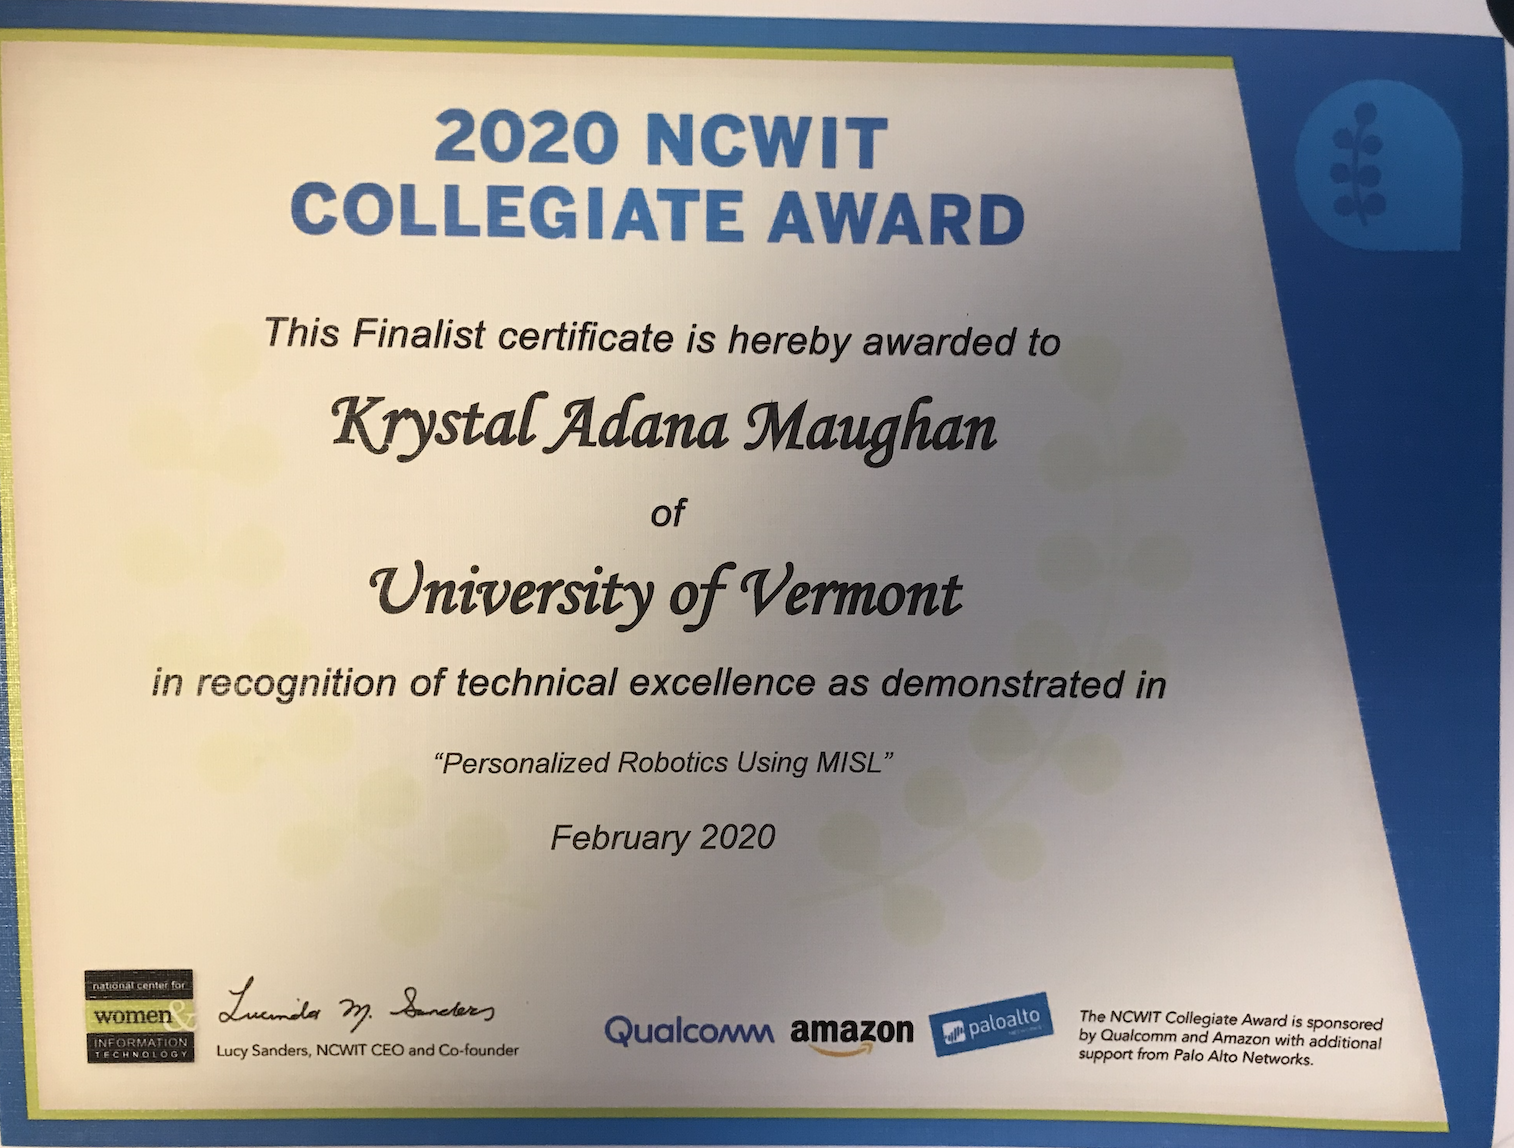 2020 NCWIT
COLLEGIATE AWARD
This Finalist certificate is hereby awarded to
Krystal Adana Maughan
of
University of Vermont
in recognition of technical excellence as demonstrated in
“Personalized Robotics Using MISL”
February 2020
national center for
women &
INFORMATION
TECHNOLOGY
Lucinda M. Sanders
Lucy Sanders, NCWIT CEO and Co-founder
Qualcomm
amazon
paloalto
NETWORKS
The NCWIT Collegiate Award is sponsored
by Qualcomm and Amazon with additional
support from Palo Alto Networks.